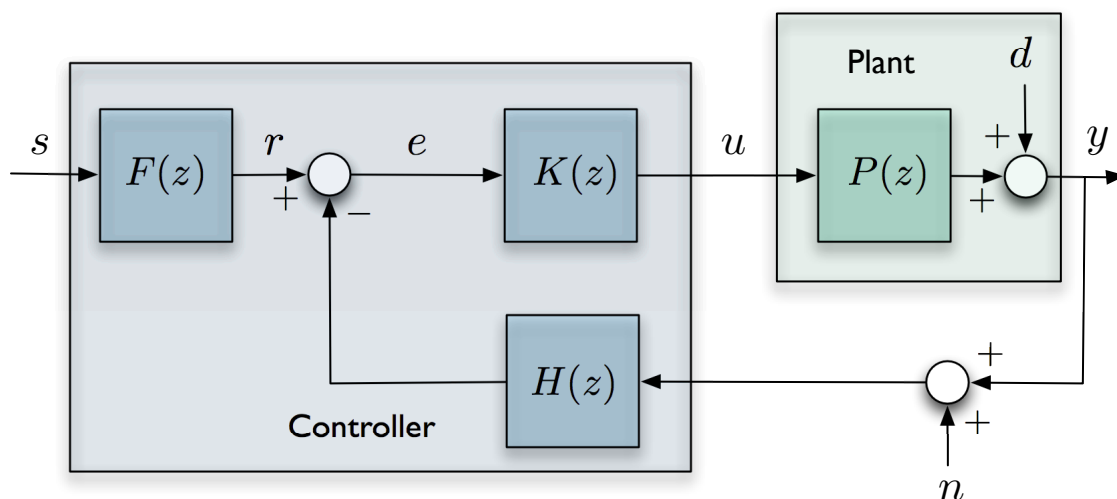 Plant
d
s
F(z)
r
+
−
e
K(z)
u
P(z)
+
+
y
H(z)
+
+
n
Controller